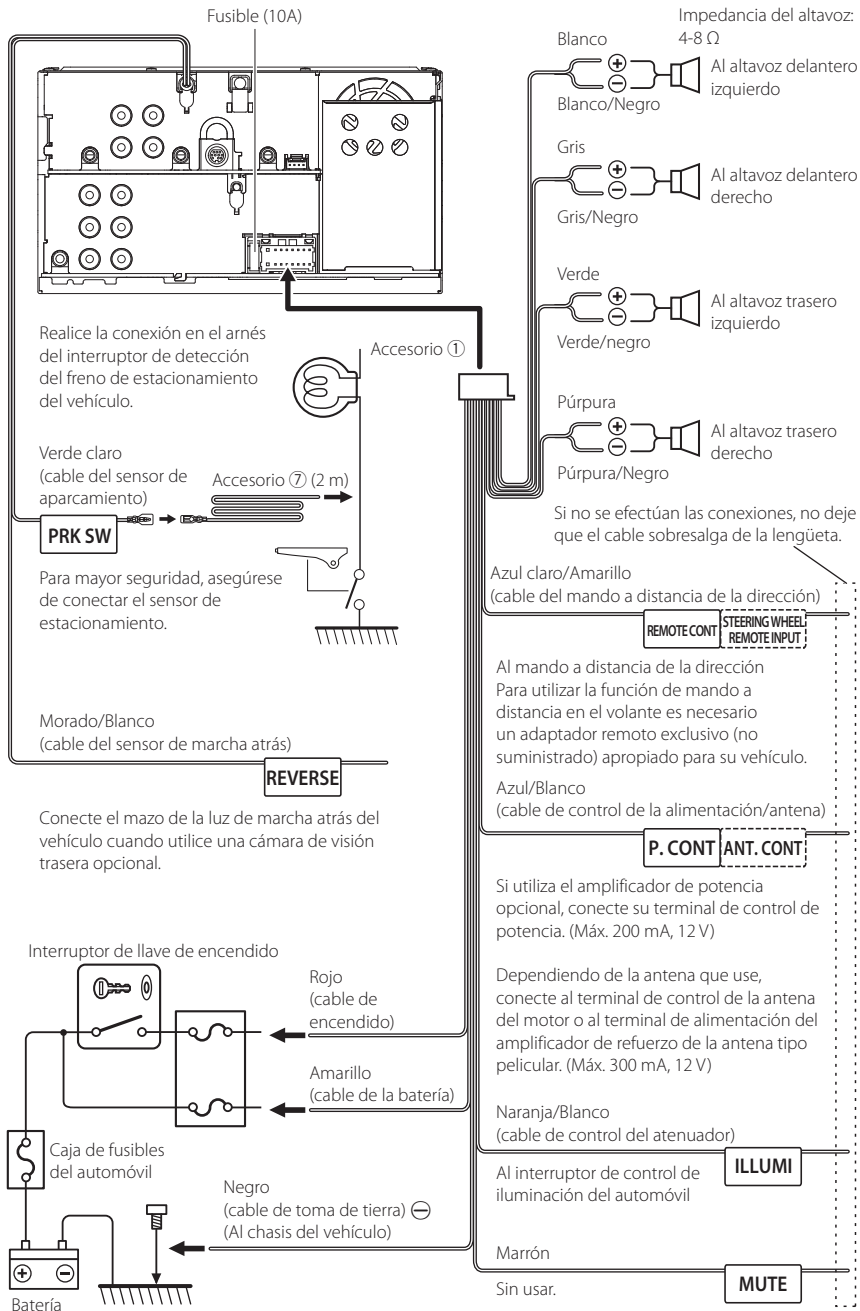 Fusible (10A)
Impedancia del altavoz:
4-8 Ω
Blanco
Al altavoz delantero
izquierdo
Blanco/Negro
Gris
Al altavoz delantero
derecho
Gris/Negro
Verde
Al altavoz trasero
izquierdo
Verde/negro
Púrpura
Al altavoz trasero
derecho
Púrpura/Negro
Realice la conexión en el arnés
del interruptor de detección
del freno de estacionamiento
del vehículo.
Accesorio ①
Verde claro
(cable del sensor de
aparcamiento)
Accesorio ⑦ (2 m)
PRK SW
Para mayor seguridad, asegúrese
de conectar el sensor de
estacionamiento.
Si no se efectúan las conexiones, no deje
que el cable sobresalga de la lengüeta.
Azul claro/Amarillo
(cable del mando a distancia de la dirección)
REMOTE CONT
STEERING WHEEL
REMOTE INPUT
Al mando a distancia de la dirección
Para utilizar la función de mando a
distancia en el volante es necesario
un adaptador remoto exclusivo (no
suministrado) apropiado para su vehículo.
Morado/Blanco
(cable del sensor de marcha atrás)
REVERSE
Conecte el mazo de la luz de marcha atrás del
vehículo cuando utilice una cámara de visión
trasera opcional.
Azul/Blanco
(cable de control de la alimentación/antena)
P. CONT
ANT. CONT
Si utiliza el amplificador de potencia
opcional, conecte su terminal de control de
potencia. (Máx. 200 mA, 12 V)
Dependiendo de la antena que use,
conecte al terminal de control de la antena
del motor o al terminal de alimentación del
amplificador de refuerzo de la antena tipo
pelicular. (Máx. 300 mA, 12 V)
Interruptor de llave de encendido
Rojo
(cable de
encendido)
Amarillo
(cable de la batería)
Caja de fusibles
del automóvil
Negro
(cable de toma de tierra) ⊖
(Al chasis del vehículo)
Batería
Naranja/Blanco
(cable de control del atenuador)
ILLUMI
Al interruptor de control de
iluminación del automóvil
Marrón
MUTE
Sin usar.